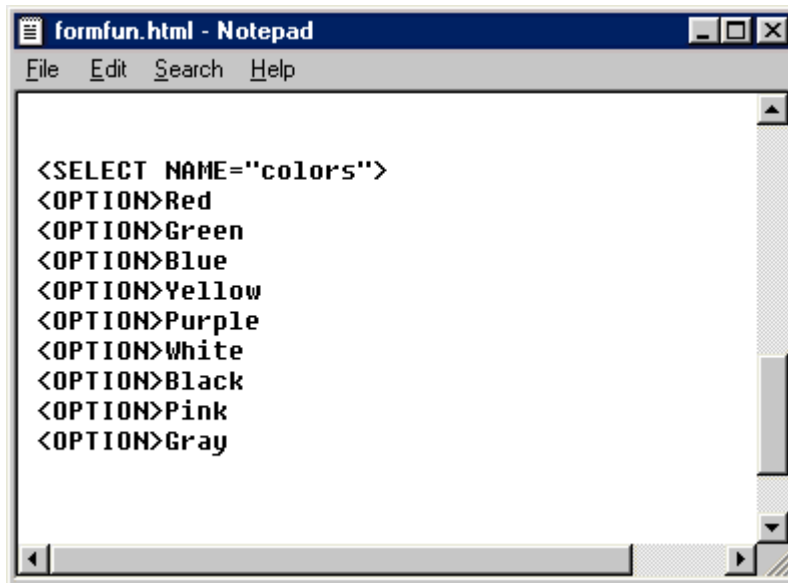 formfun.html - Notepad
File Edit Search Help
<SELECT NAME="colors">
<OPTION>Red
<OPTION>Green
<OPTION>Blue
<OPTION>Yellow
<OPTION>Purple
<OPTION>White
<OPTION>Black
<OPTION>Pink
<OPTION>Gray